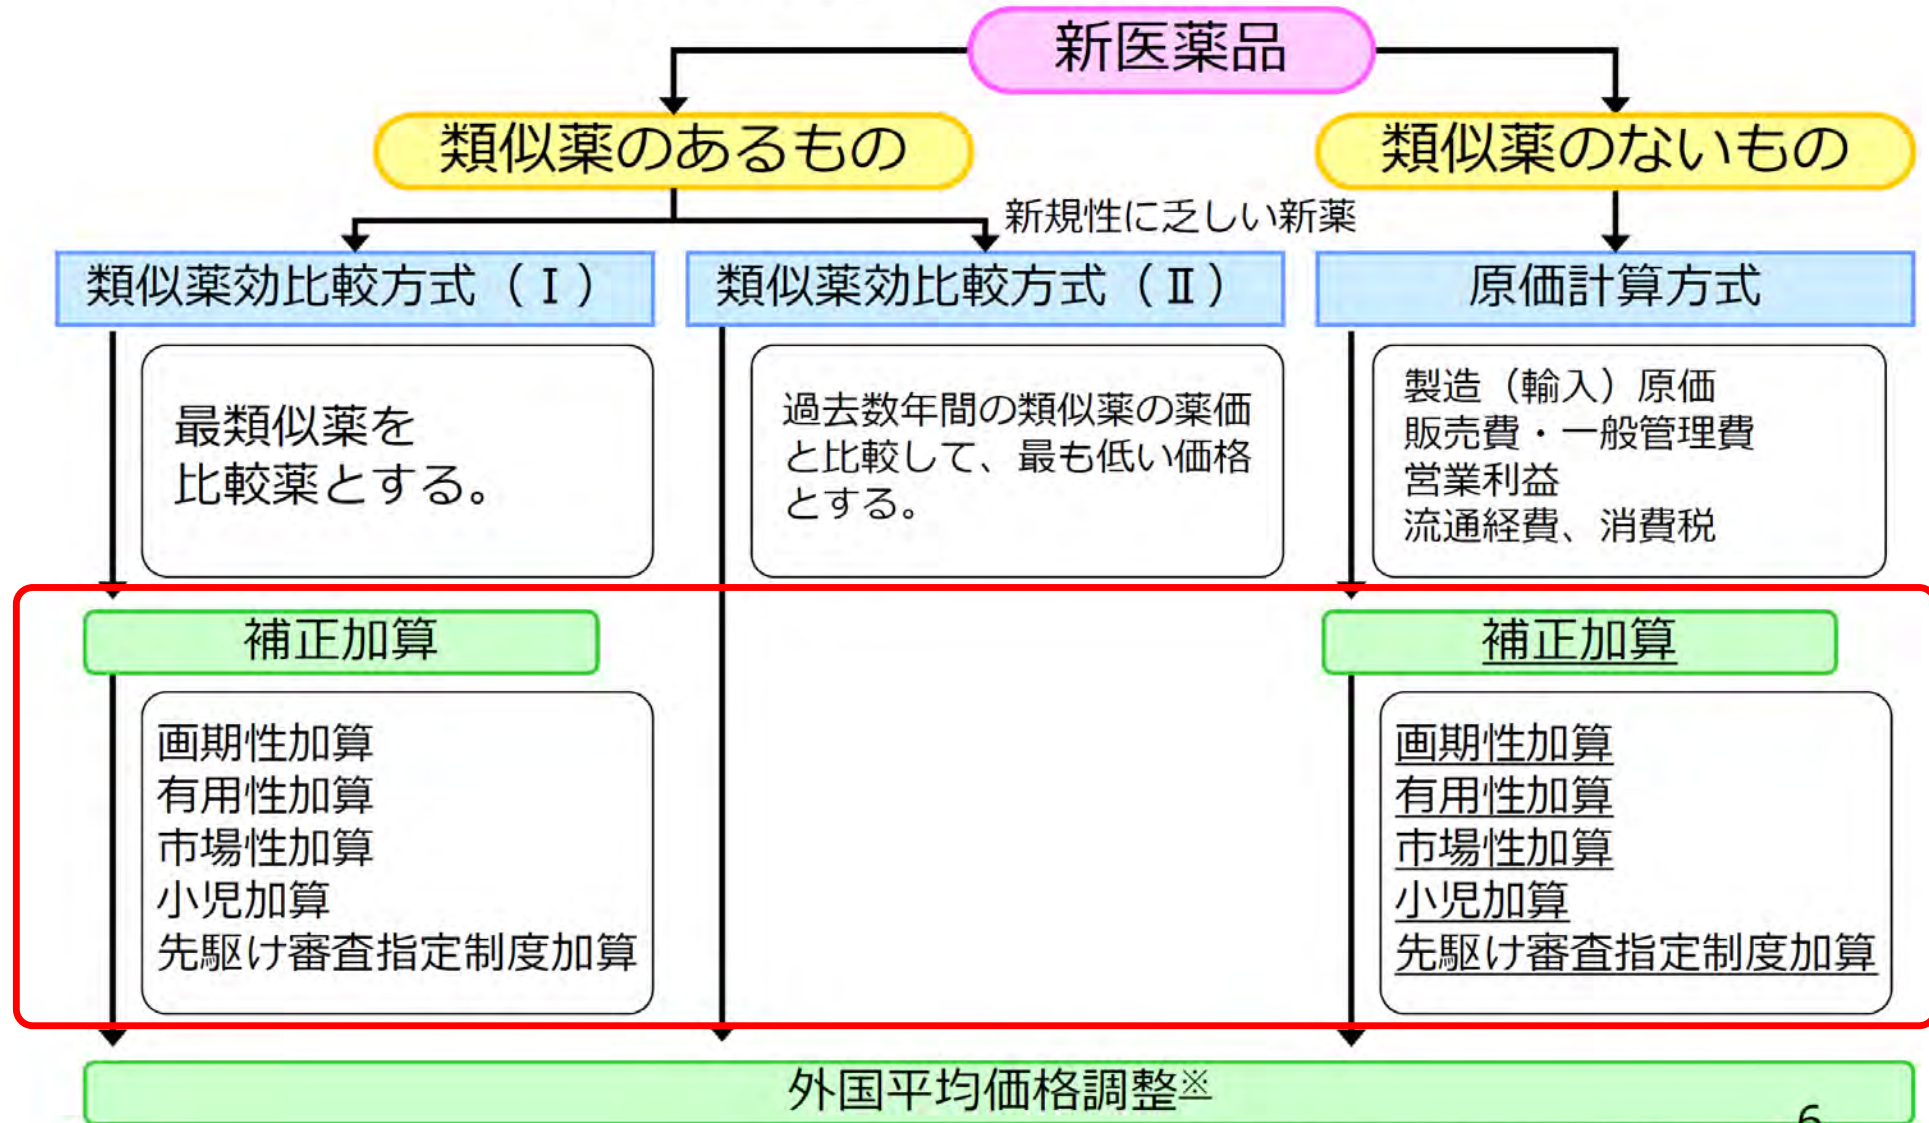 新医薬品
類似薬のあるもの
類似薬のないもの
新規性に乏しい新薬
類似薬効比較方式（Ⅰ）
類似薬効比較方式（Ⅱ）
原価計算方式
最類似薬を
比較薬とする。
過去数年間の類似薬の薬価
と比較して、最も低い価格
とする。
製造（輸入）原価
販売費・一般管理費
営業利益
流通経費、消費税
補正加算
画期性加算
有用性加算
市場性加算
小児加算
先駆け審査指定制度加算
補正加算
画期性加算
有用性加算
市場性加算
小児加算
先駆け審査指定制度加算
外国平均価格調整※
6